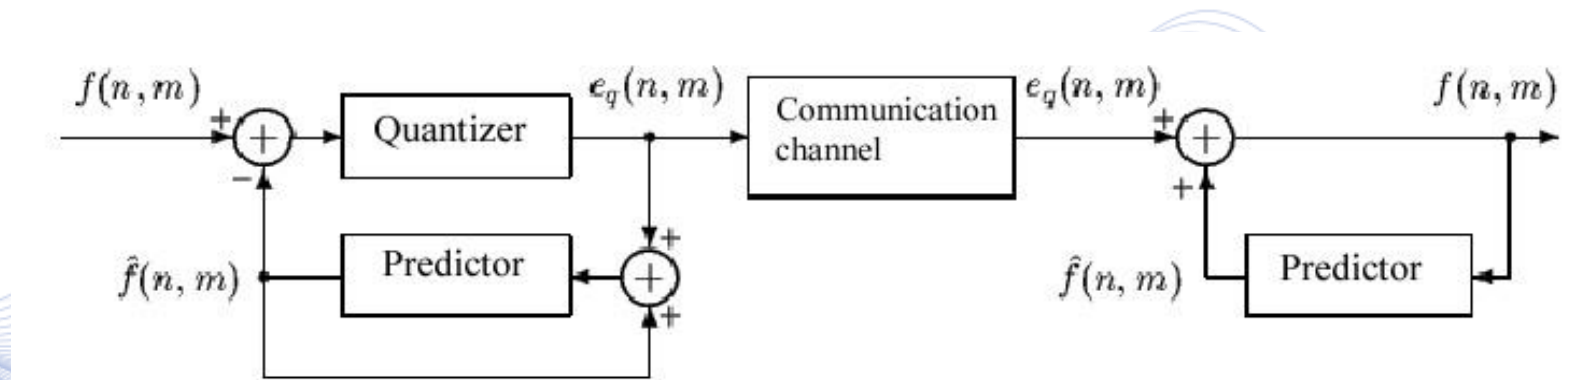 f(n,m)
+
+
−
Quantizer
e_q(n, m)
Communication
channel
e_q(n, m)
+
+
+
f(n, m)
f̂(n, m)
Predictor
+
+
+
f̂(n, m)
Predictor